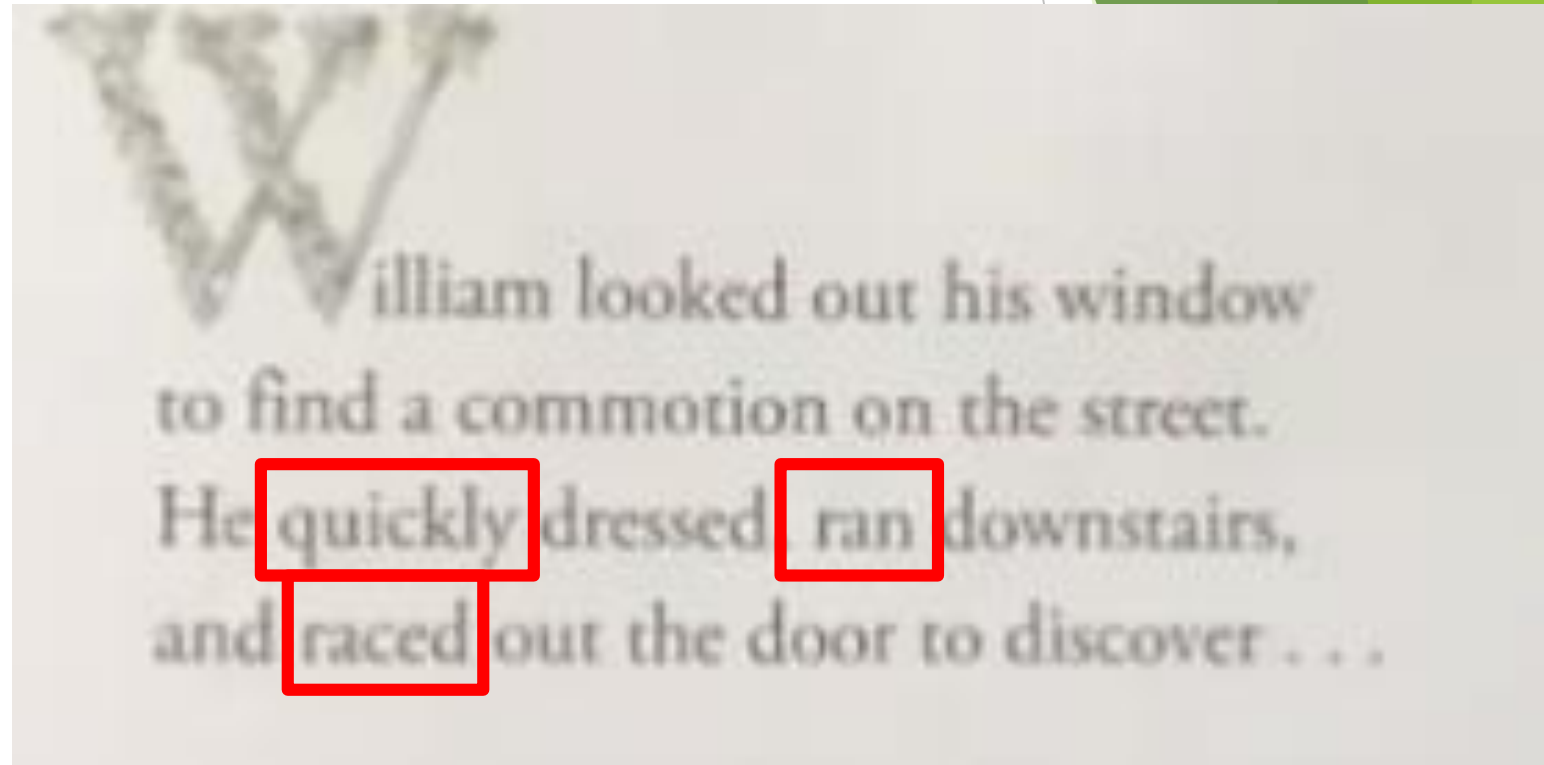 William looked out his window
to find a commotion on the street.
He quickly dressed, ran downstairs,
and raced out the door to discover . . .